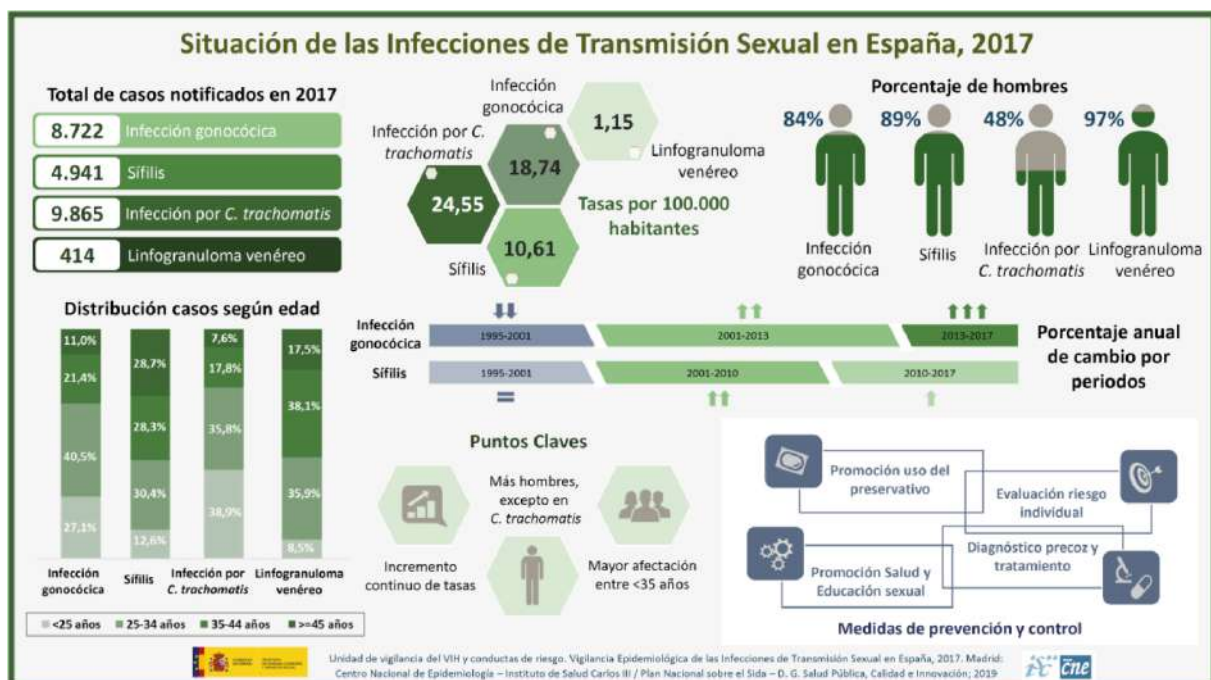 Situación de las Infecciones de Transmisión Sexual en España, 2017
Total de casos notificados en 2017
8.722 Infección gonocócica
4.941 Sífilis
9.865 Infección por C. trachomatis
414 Linfogranuloma venéreo
Infección
gonocócica
18,74
Infección por C.
trachomatis
24,55
1,15
Linfogranuloma
venéreo
10,61
Sífilis
Tasas por 100.000
habitantes
Porcentaje de hombres
84% 89% 48% 97%
Infección
gonocócica
Sífilis
Infección por
C. trachomatis
Linfogranuloma
venéreo
Distribución casos según edad
11,0%
21,4%
40,5%
27,1%
28,7%
28,3%
30,4%
12,6%
7,6%
17,8%
35,8%
38,9%
17,5%
38,1%
35,9%
8,5%
Infección
gonocócica
Sífilis
Infección por
C. trachomatis
Linfogranuloma
venéreo
<25 años 25-34 años 35-44 años >=45 años
Infección
gonocócica
1995-2001 2001-2013 2013-2017
Sífilis
1995-2001 2001-2010 2010-2017
Porcentaje anual
de cambio por
periodos
Puntos Claves
Incremento
continuo de tasas
Más hombres,
excepto en
C. trachomatis
Mayor afectación
entre <35 años
Promoción uso del
preservativo
Evaluación riesgo
individual
Promoción Salud y
Educación sexual
Diagnóstico precoz y
tratamiento
Medidas de prevención y control
Unidad de vigilancia del VIH y conductas de riesgo. Vigilancia Epidemiológica de las Infecciones de Transmisión Sexual en España, 2017. Madrid:
Centro Nacional de Epidemiología – Instituto de Salud Carlos III / Plan Nacional sobre el Sida – D. G. Salud Pública, Calidad e Innovación; 2019
cne